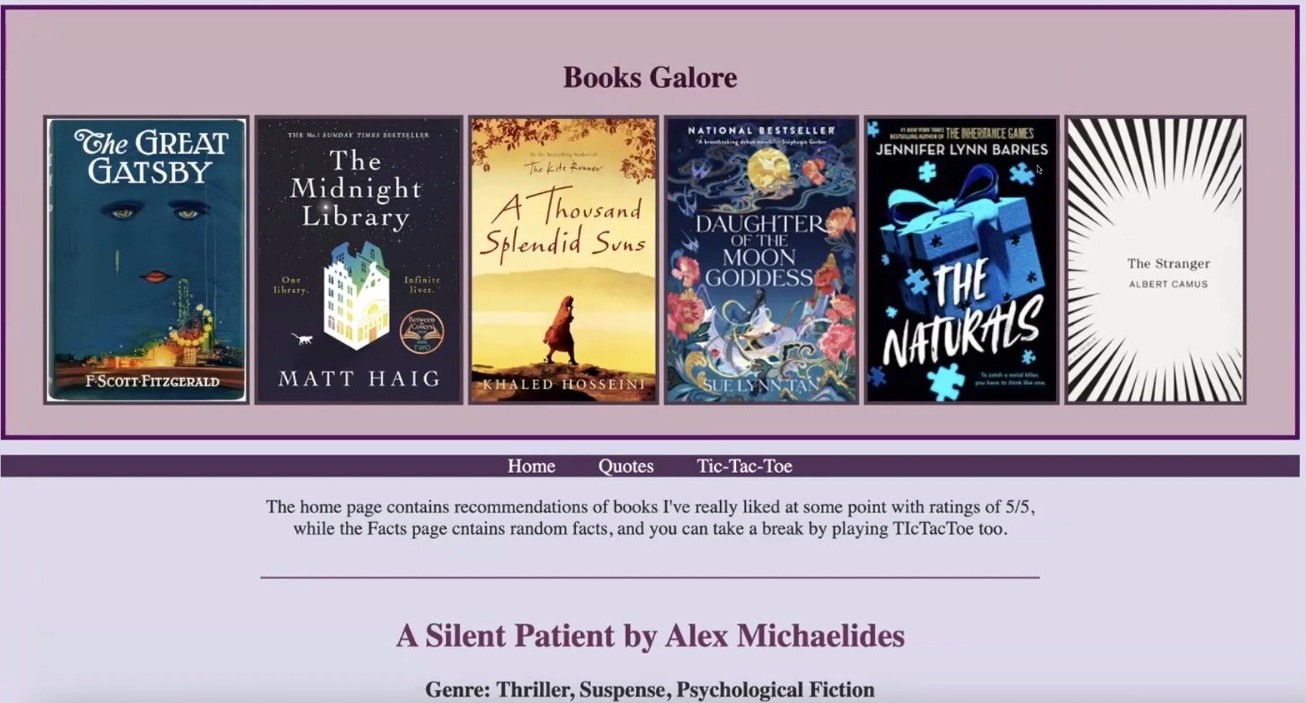 Books Galore
The GREAT
GATSBY
F·SCOTT·FITZGERALD
THE No.1 SUNDAY TIMES BESTSELLER
The
Midnight
Library
One
library.
Infinite
lives.
Between
the
Covers
TWO
MATT HAIG
By the Bestselling Author of
The Kite Runner
A Thousand
Splendid Suns
KHALED HOSSEINI
NATIONAL BESTSELLER
"A breathtaking debut novel."—Stephanie Garber
DAUGHTER
OF THE
MOON
GODDESS
SUE LYNN TAN
#1 NEW YORK TIMES
BESTSELLING AUTHOR OF THE INHERITANCE GAMES
JENNIFER LYNN BARNES
THE
NATURALS
To catch a serial killer,
you have to think like one.
The Stranger
ALBERT CAMUS
Home Quotes Tic-Tac-Toe
The home page contains recommendations of books I've really liked at some point with ratings of 5/5,
while the Facts page cntains random facts, and you can take a break by playing TIcTacToe too.
A Silent Patient by Alex Michaelides
Genre: Thriller, Suspense, Psychological Fiction